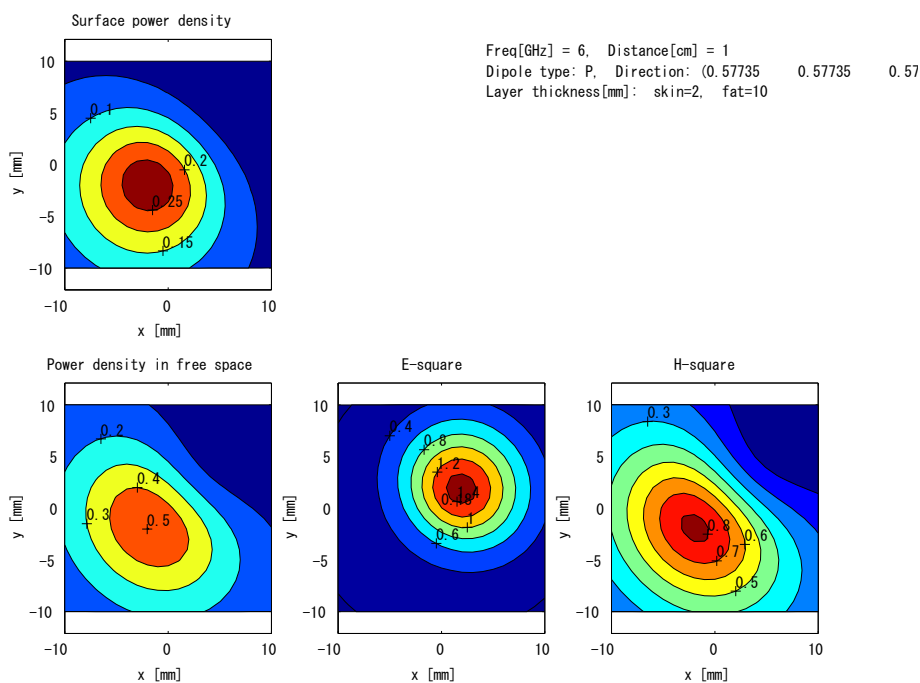 Surface power density
Freq[GHz] = 6, Distance[cm] = 1
Dipole type: P, Direction: (0.57735 0.57735 0.57
Layer thickness[mm]: skin=2, fat=10
10
5
0
-5
-10
y [mm]
0.1
0.2
0.25
0.15
-10 0 10
x [mm]
Power density in free space
10
5
0
-5
-10
y [mm]
0.2
0.4
0.3
0.5
-10 0 10
x [mm]
E-square
10
5
0
-5
-10
y [mm]
0.4
0.8
1.2
1
0.6
-10 0 10
x [mm]
H-square
10
5
0
-5
-10
y [mm]
0.3
0.8
0.6
0.7
0.5
-10 0 10
x [mm]